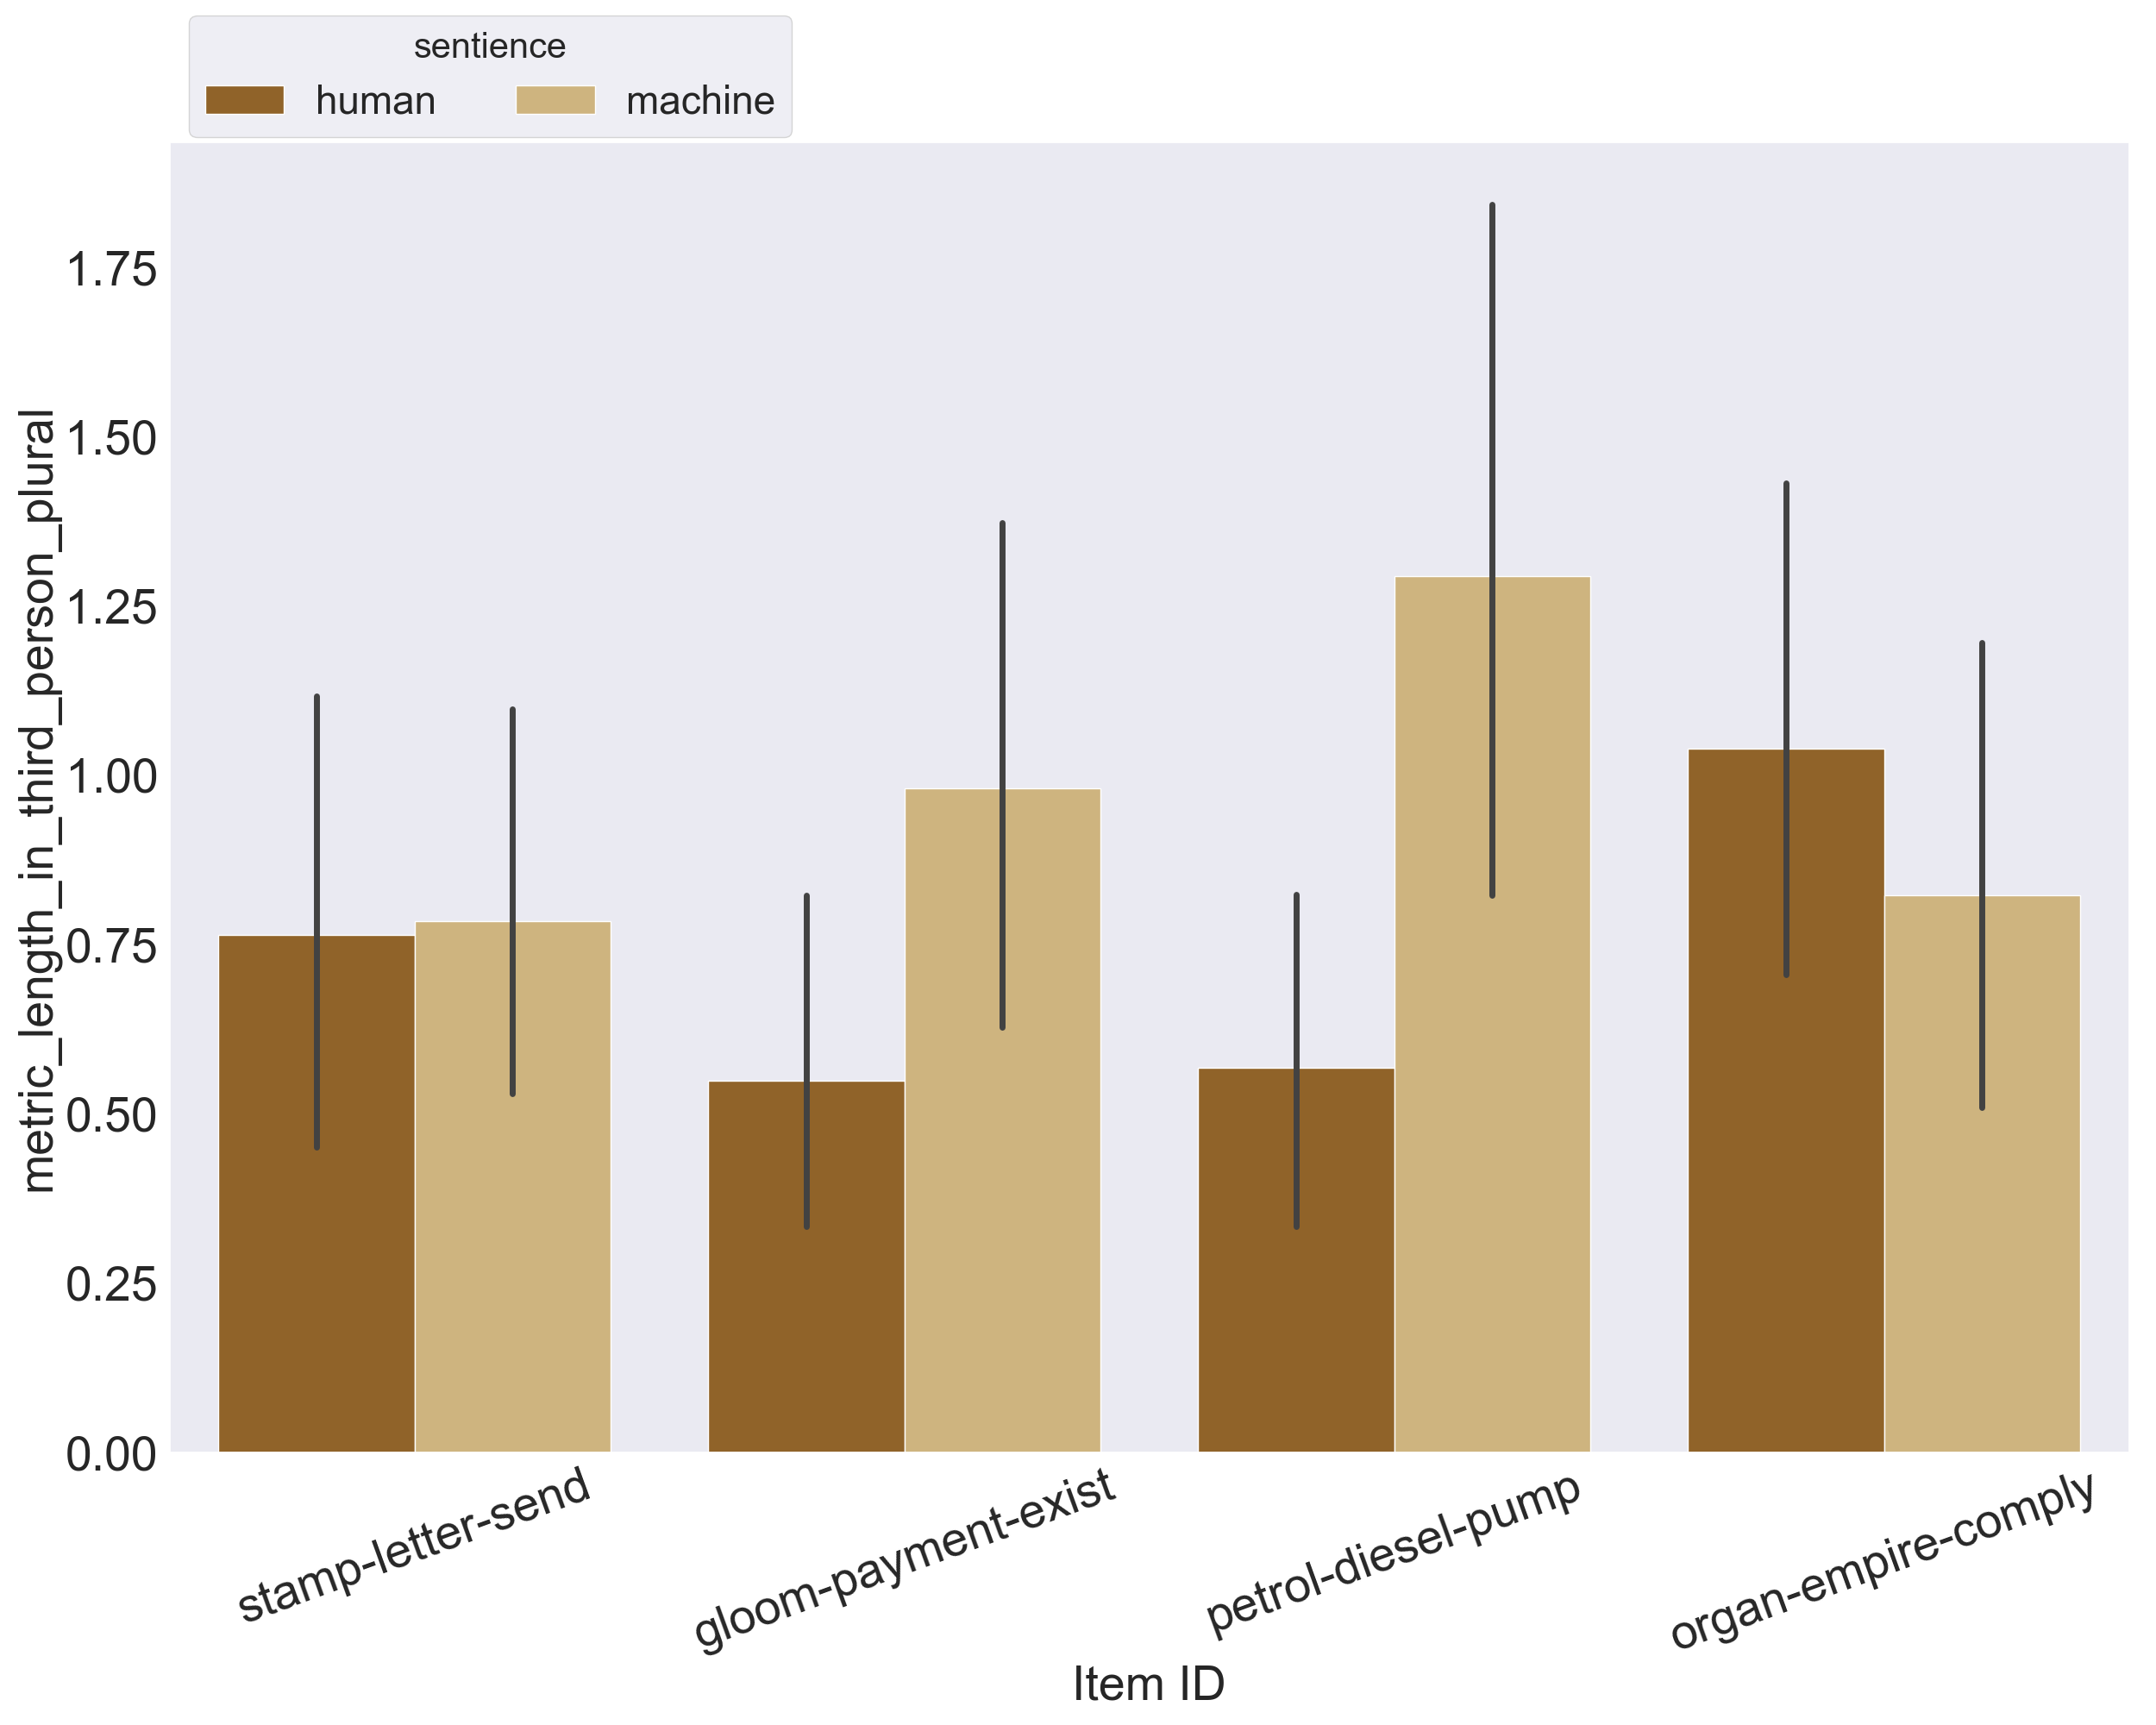 sentience
human machine
metric_length_in_third_person_plural
1.75
1.50
1.25
1.00
0.75
0.50
0.25
0.00
stamp-letter-send
gloom-payment-exist
petrol-diesel-pump
organ-empire-comply
Item ID